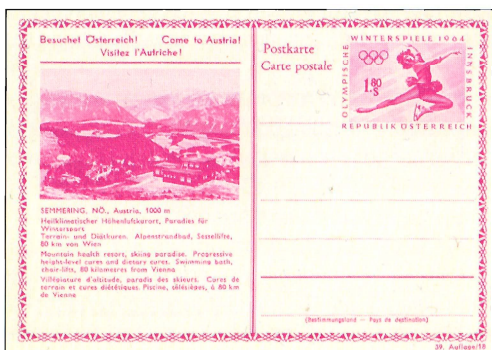 Besuchet Österreich! Come to Austria!
Visitez l'Autriche!
SEMMERING, NÖ., Austria, 1000 m
Heilklimatischer Höhenluftkurort, Paradies für
Wintersport
Terrain- und Diätkuren. Alpenstrandbad, Sessellifte,
80 km von Wien
Mountain health resort, skiing paradise. Progressive
height-level cures and dietary cures. Swimming bath,
chair-lifts, 80 kilometres from Vienna
Villégiature d'altitude, paradis des skieurs. Cures de
terrain et cures diététiques. Piscine, télésièges, à 80 km
de Vienne
Postkarte
Carte postale
OLYMPISCHE
WINTERSPIELE 1964
INNSBRUCK
1.80
S
REPUBLIK ÖSTERREICH
(Bestimmungsland — Pays de destination)
39. Auflage/18